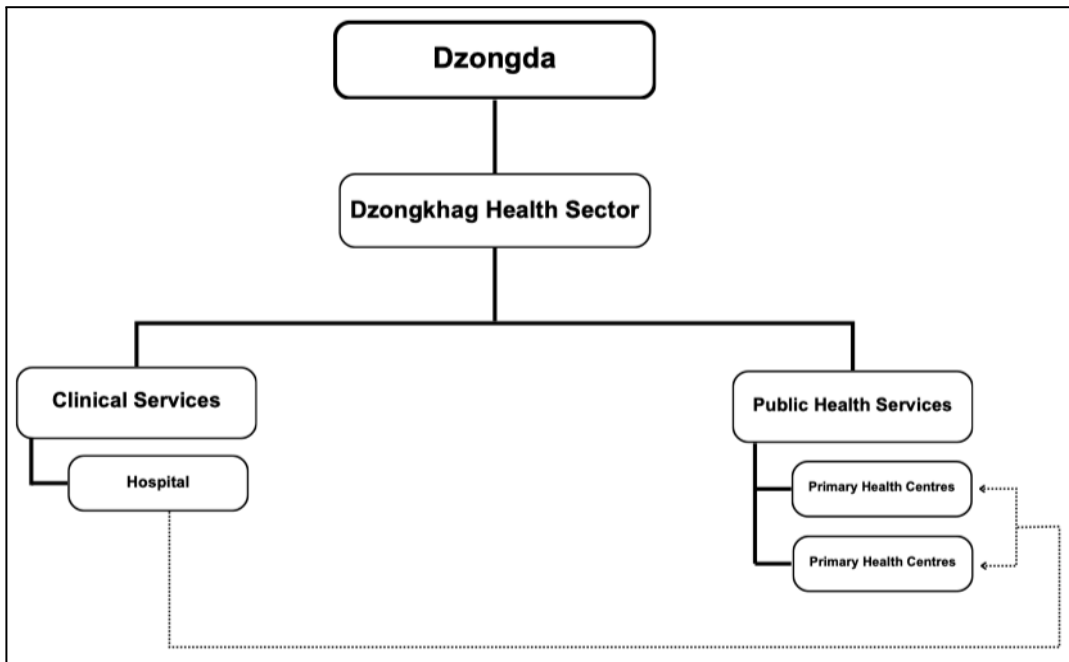 Dzongda
Dzongkhag Health Sector
Clinical Services
Public Health Services
Hospital
Primary Health Centres
Primary Health Centres